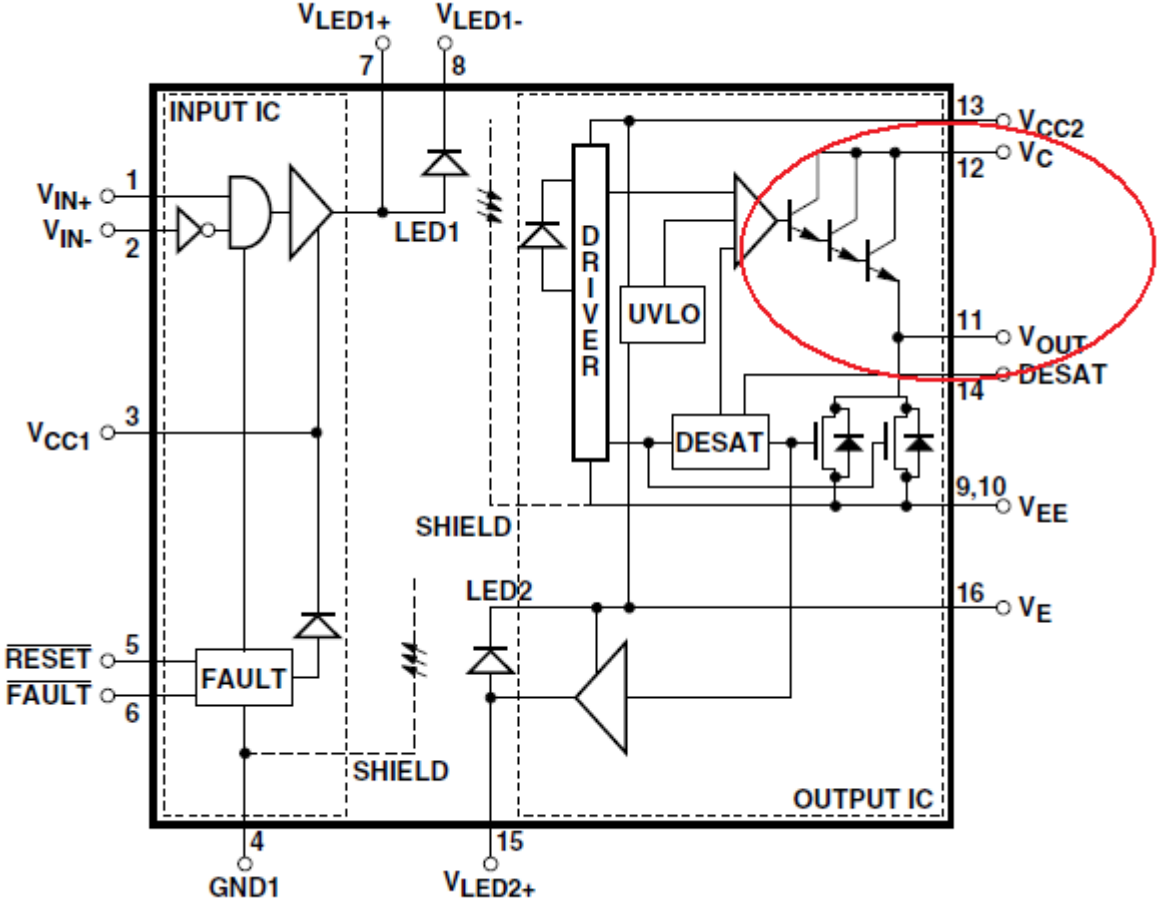 VLED1+ VLED1-
7 8
INPUT IC
13 VCC2
12 VC
1
VIN+
VIN-
2
LED1
DRIVER
UVLO
11 VOUT
14 DESAT
3
VCC1
DESAT
9,10 VEE
SHIELD
LED2
16 VE
RESET 5
FAULT
FAULT
6
SHIELD
OUTPUT IC
4 15
GND1 VLED2+